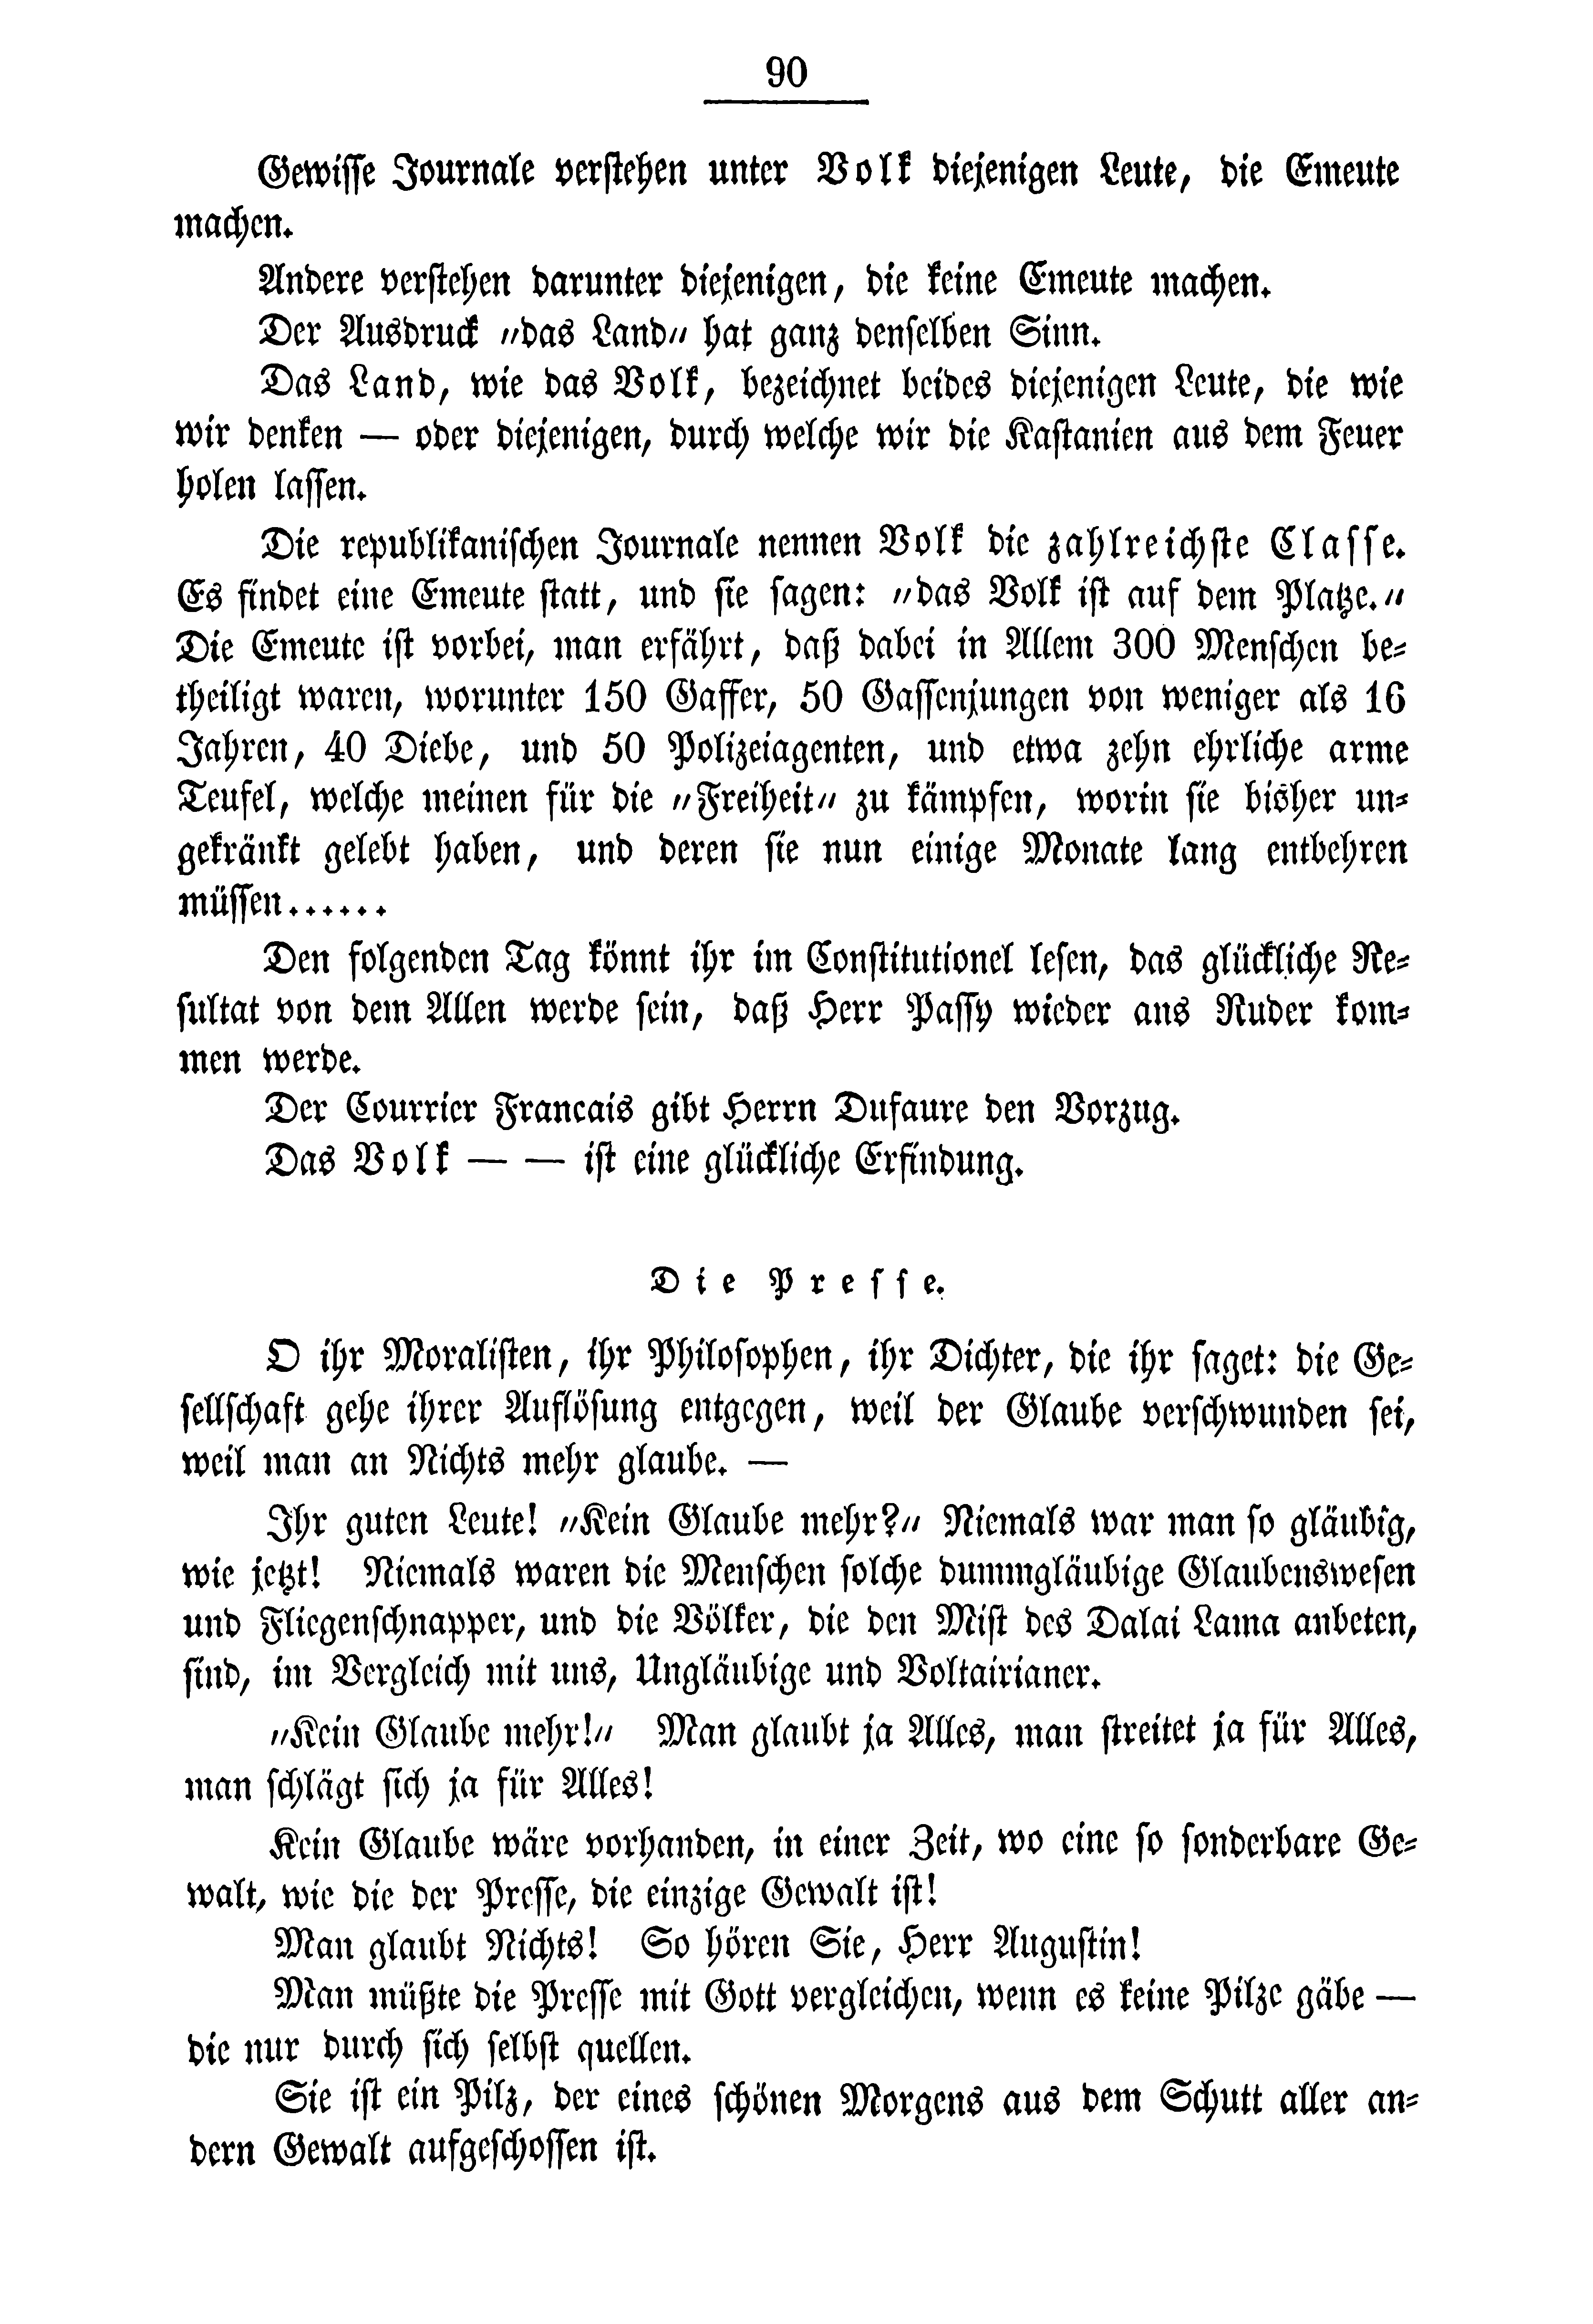 90
Gewisse Journale verstehen unter Volk diejenigen Leute, die Emeute
machen.
Andere verstehen darunter diejenigen, die keine Emeute machen.
Der Ausdruck „das Land„ hat ganz denselben Sinn.
Das Land, wie das Volk, bezeichnet beides diejenigen Leute, die wie
wir denken — oder diejenigen, durch welche wir die Kastanien aus dem Feuer
holen lassen.
Die republikanischen Journale nennen Volk die zahlreichste Classe.
Es findet eine Emeute statt, und sie sagen: „das Volk ist auf dem Platze.„
Die Emeute ist vorbei, man erfährt, daß dabei in Allem 300 Menschen be-
theiligt waren, worunter 150 Gaffer, 50 Gassenjungen von weniger als 16
Jahren, 40 Diebe, und 50 Polizeiagenten, und etwa zehn ehrliche arme
Teufel, welche meinen für die „Freiheit„ zu kämpfen, worin sie bisher un-
gekränkt gelebt haben, und deren sie nun einige Monate lang entbehren
müssen......
Den folgenden Tag könnt ihr im Constitutionel lesen, das glückliche Re-
sultat von dem Allen werde sein, daß Herr Passy wieder ans Ruder kom-
men werde.
Der Courrier Francais gibt Herrn Dufaure den Vorzug.
Das Volk — — ist eine glückliche Erfindung.
Die Presse.
O ihr Moralisten, ihr Philosophen, ihr Dichter, die ihr saget: die Ge-
sellschaft gehe ihrer Auflösung entgegen, weil der Glaube verschwunden sei,
weil man an Nichts mehr glaube. —
Ihr guten Leute! „Kein Glaube mehr?„ Niemals war man so gläubig,
wie jetzt! Niemals waren die Menschen solche dummgläubige Glaubenswesen
und Fliegenschnapper, und die Völker, die den Mist des Dalai Lama anbeten,
sind, im Vergleich mit uns, Ungläubige und Voltairianer.
„Kein Glaube mehr!„ Man glaubt ja Alles, man streitet ja für Alles,
man schlägt sich ja für Alles!
Kein Glaube wäre vorhanden, in einer Zeit, wo eine so sonderbare Ge-
walt, wie die der Presse, die einzige Gewalt ist!
Man glaubt Nichts! So hören Sie, Herr Augustin!
Man müßte die Presse mit Gott vergleichen, wenn es keine Pilze gäbe —
die nur durch sich selbst quellen.
Sie ist ein Pilz, der eines schönen Morgens aus dem Schutt aller an-
dern Gewalt aufgeschossen ist.